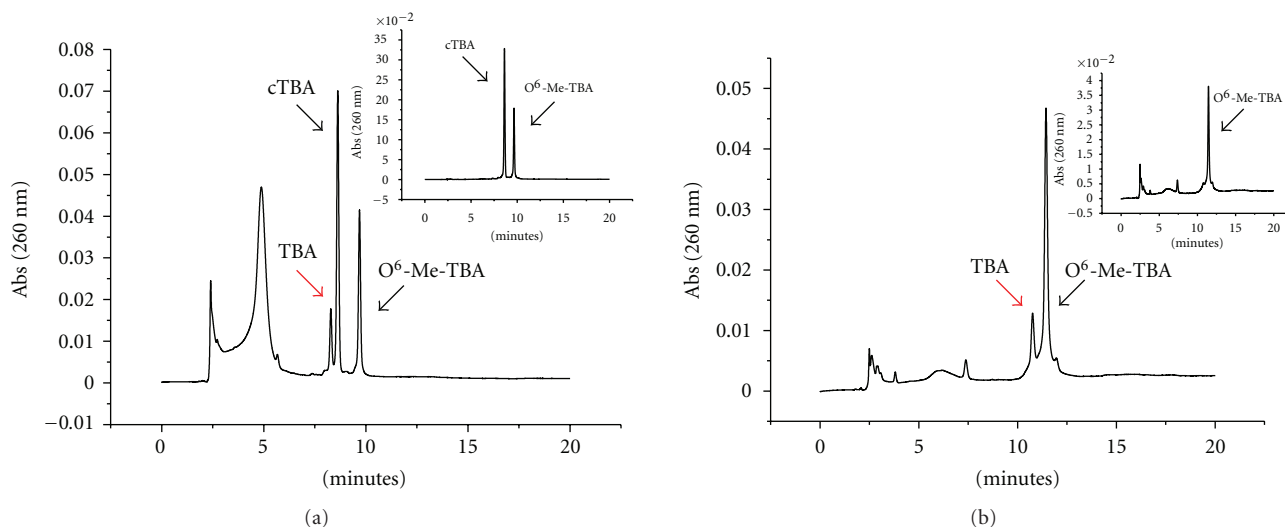 ×10⁻²
35
30
25
20
15
10
5
0
−5
Abs (260 nm)
0 5 10 15 20
(minutes)
cTBA
O⁶-Me-TBA
0.08
0.07
0.06
0.05
0.04
0.03
0.02
0.01
0
−0.01
Abs (260 nm)
cTBA
TBA
O⁶-Me-TBA
0 5 10 15 20
(minutes)
(a)
×10⁻²
4
3.5
3
2.5
2
0.5
0.5
0.5
0
−0.5
Abs (260 nm)
O⁶-Me-TBA
0 5 10 15 20
(minutes)
0.05
0.04
0.03
0.02
0.01
0
Abs (260 nm)
TBA
O⁶-Me-TBA
0 5 10 15 20
(minutes)
(b)